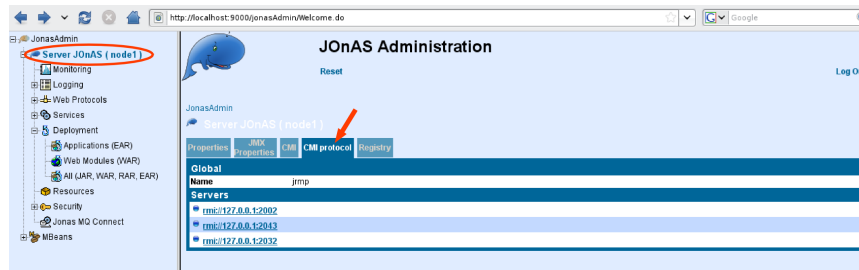 http://localhost:9000/jonasAdmin/Welcome.do
Google
JonasAdmin
Server JOnAS ( node1 )
Monitoring
Logging
Web Protocols
Services
Deployment
Applications (EAR)
Web Modules (WAR)
All (JAR, WAR, RAR, EAR)
Resources
Security
Jonas MQ Connect
MBeans
JOnAS Administration
Reset
Log O
JonasAdmin
Server JOnAS ( node1 )
Properties
JMX
Properties
CMI
CMI protocol
Registry
Global
Name jrmp
Servers
rmi://127.0.0.1:2002
rmi://127.0.0.1:2043
rmi://127.0.0.1:2032